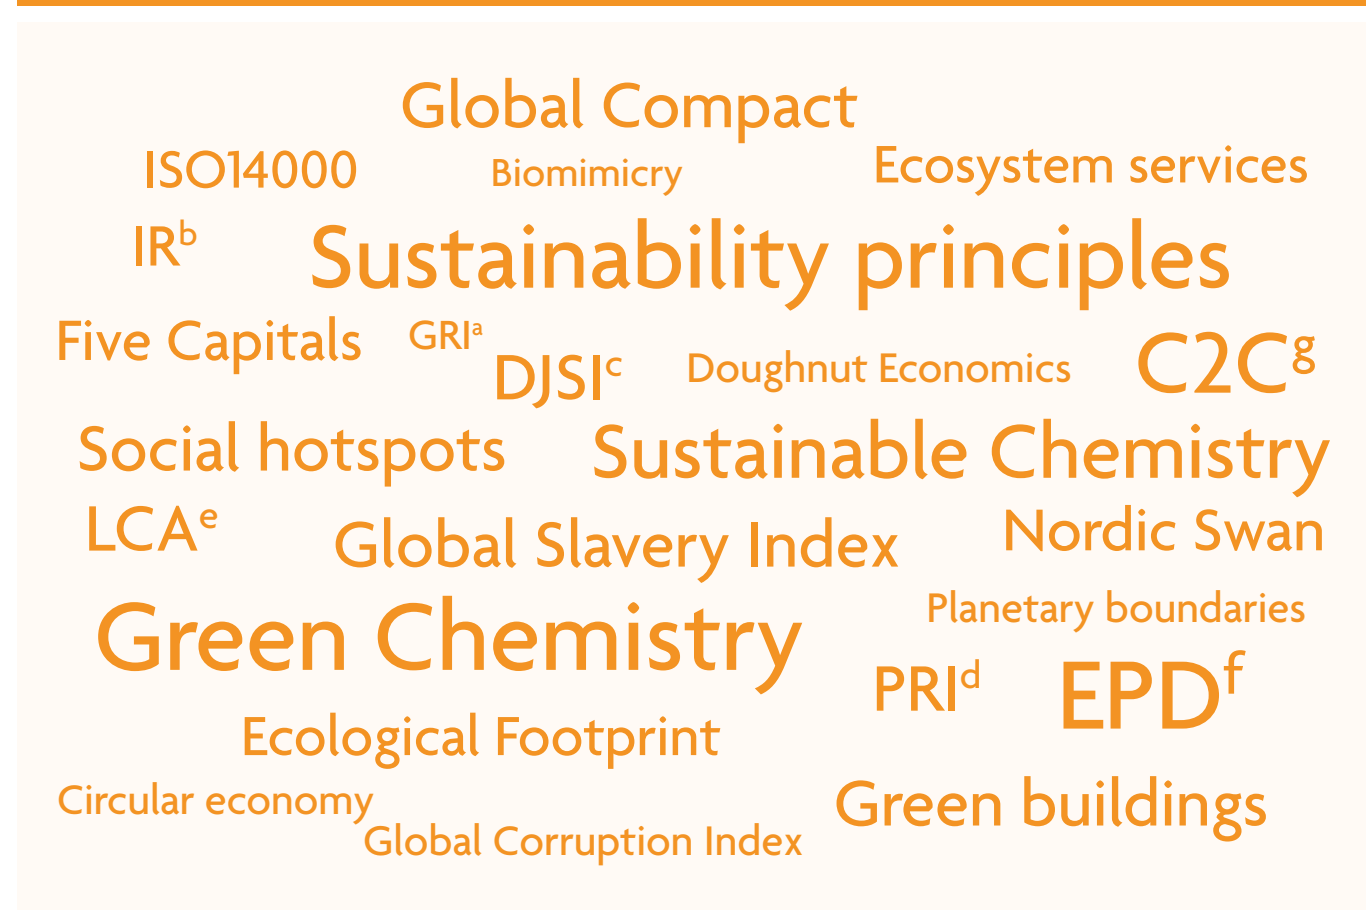 Global Compact
ISO14000 Biomimicry Ecosystem services
IRᵇ Sustainability principles
Five Capitals GRIᵃ DJSIᶜ Doughnut Economics C2Cᵍ
Social hotspots Sustainable Chemistry
LCAᵉ Global Slavery Index Nordic Swan
Green Chemistry Planetary boundaries
PRIᵈ EPDᶠ
Ecological Footprint
Circular economy Green buildings
Global Corruption Index